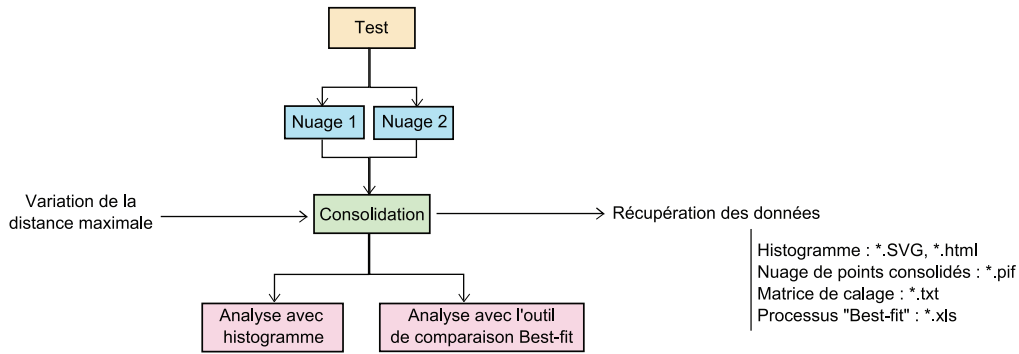 Test
Nuage 1
Nuage 2
Variation de la
distance maximale
Consolidation
Récupération des données
Histogramme : *.SVG, *.html
Nuage de points consolidés : *.pif
Matrice de calage : *.txt
Processus "Best-fit" : *.xls
Analyse avec
histogramme
Analyse avec l'outil
de comparaison Best-fit